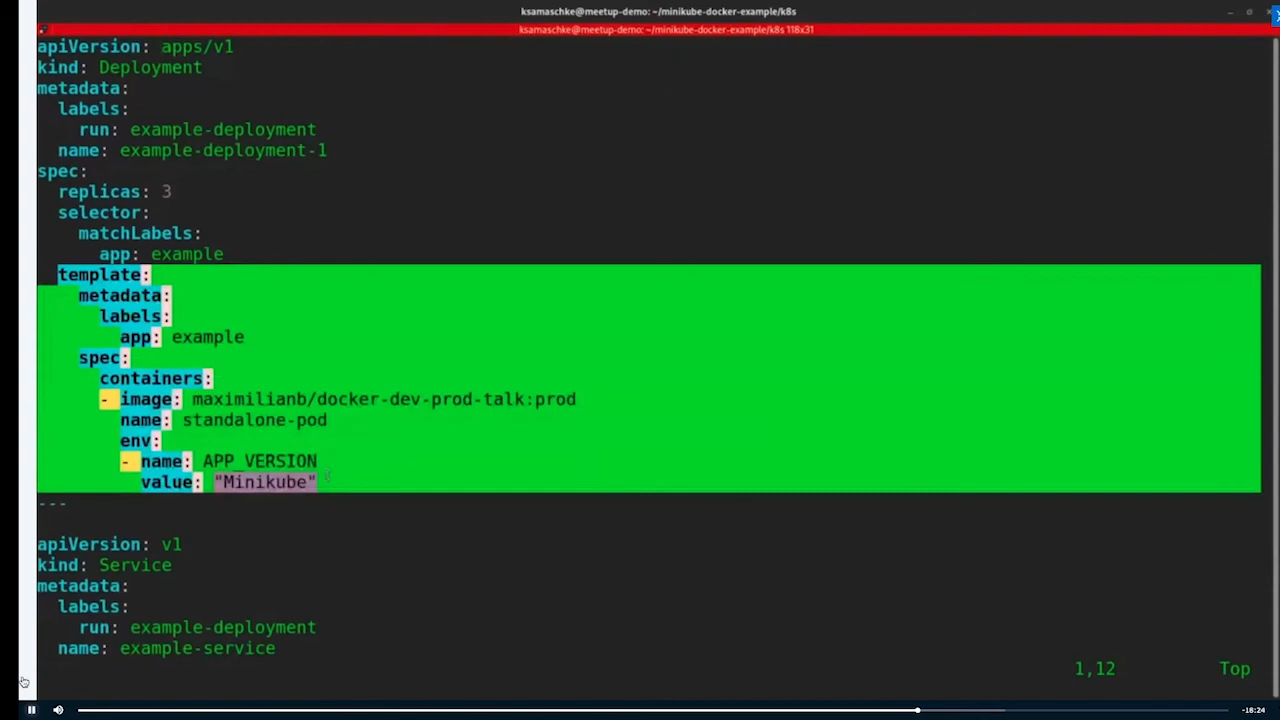 ksamaschke@meetup-demo: ~/minikube-docker-example/k8s
ksamaschke@meetup-demo: ~/minikube-docker-example/k8s 118x31
apiVersion: apps/v1
kind: Deployment
metadata:
  labels:
    run: example-deployment
  name: example-deployment-1
spec:
  replicas: 3
  selector:
    matchLabels:
      app: example
  template:
    metadata:
      labels:
        app: example
    spec:
      containers:
      - image: maximilianb/docker-dev-prod-talk:prod
        name: standalone-pod
        env:
        - name: APP_VERSION
          value: "Minikube"
---
apiVersion: v1
kind: Service
metadata:
  labels:
    run: example-deployment
  name: example-service
1,12 Top
-18:24